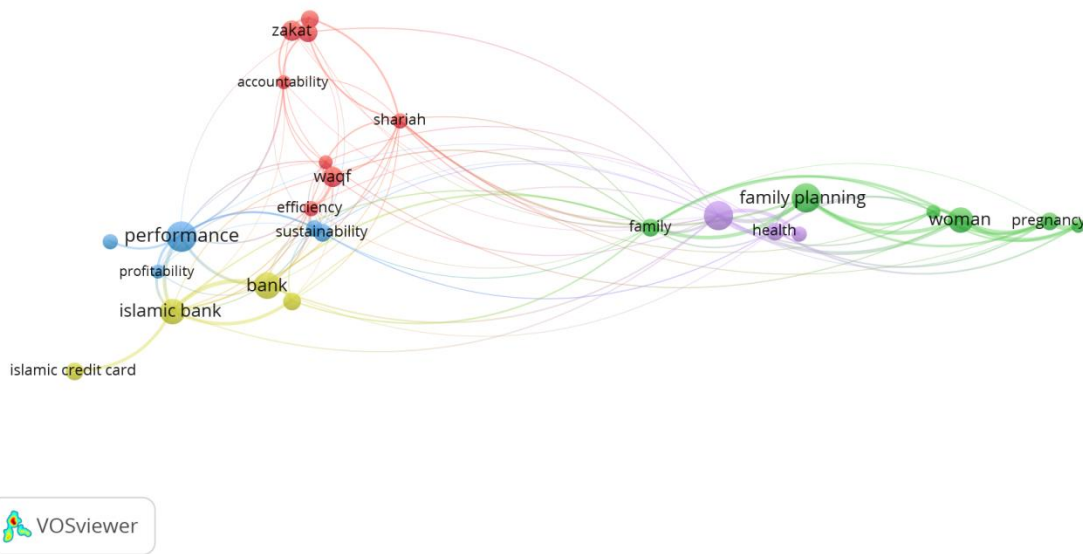 zakat
accountability
shariah
waqf
efficiency
sustainability
performance
profitability
bank
islamic bank
islamic credit card
family planning
family
health
woman
pregnancy
VOSviewer